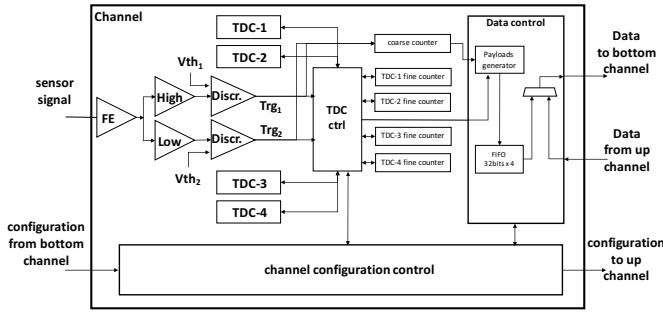 Channel
TDC-1
TDC-2
Data control
Data
to bottom
channel
coarse counter
Payloads
generator
Vth1
sensor
signal
High
Discr.
Trg1
TDC
ctrl
TDC-1 fine counter
TDC-2 fine counter
FE
Low
Discr.
Trg2
TDC-3 fine counter
TDC-4 fine counter
FIFO
32bits x 4
Data
from up
channel
Vth2
TDC-3
TDC-4
configuration
from bottom
channel
channel configuration control
configuration
to up
channel